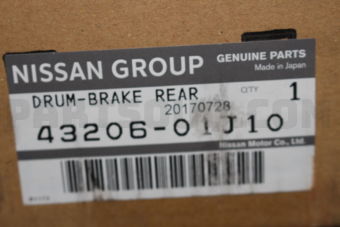 NISSAN GROUP
GENUINE PARTS
Made in Japan
DRUM-BRAKE REAR
QTY
1
20170728
43206-01J10
Nissan Motor Co., Ltd.